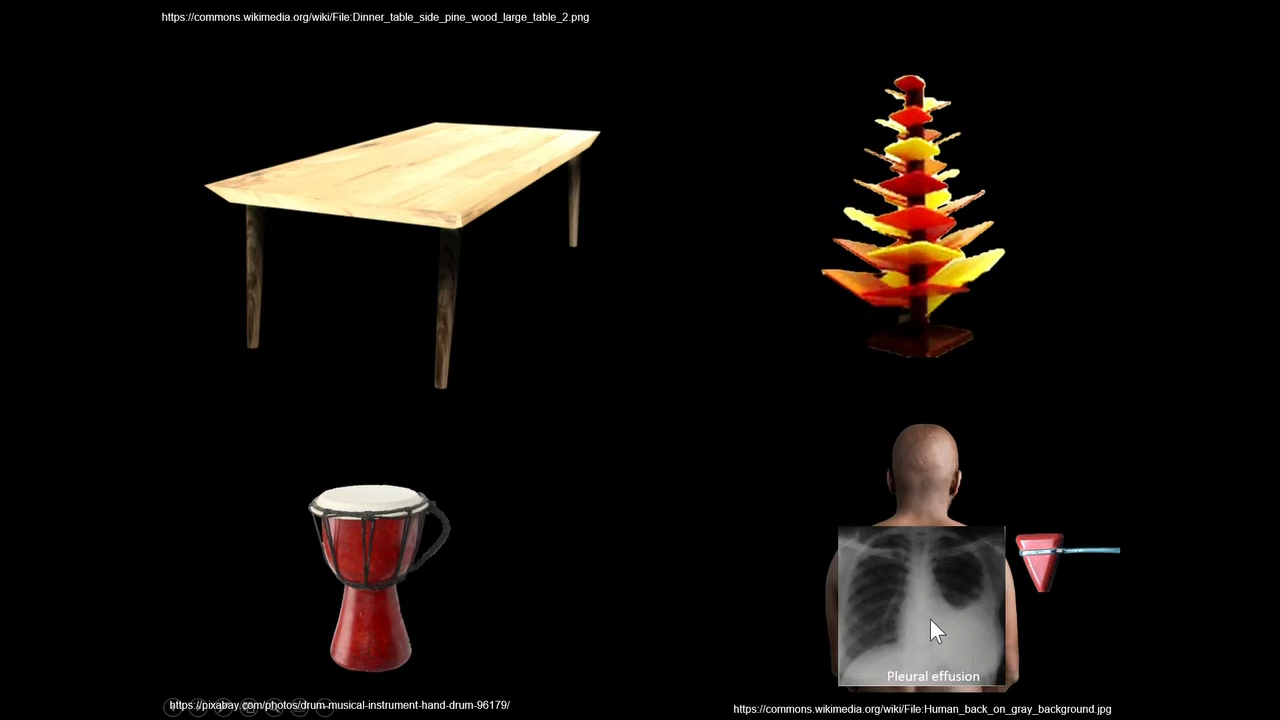 https://commons.wikimedia.org/wiki/File:Dinner_table_side_pine_wood_large_table_2.png
Pleural effusion
https://pixabay.com/photos/drum-musical-instrument-hand-drum-96179/
https://commons.wikimedia.org/wiki/File:Human_back_on_gray_background.jpg